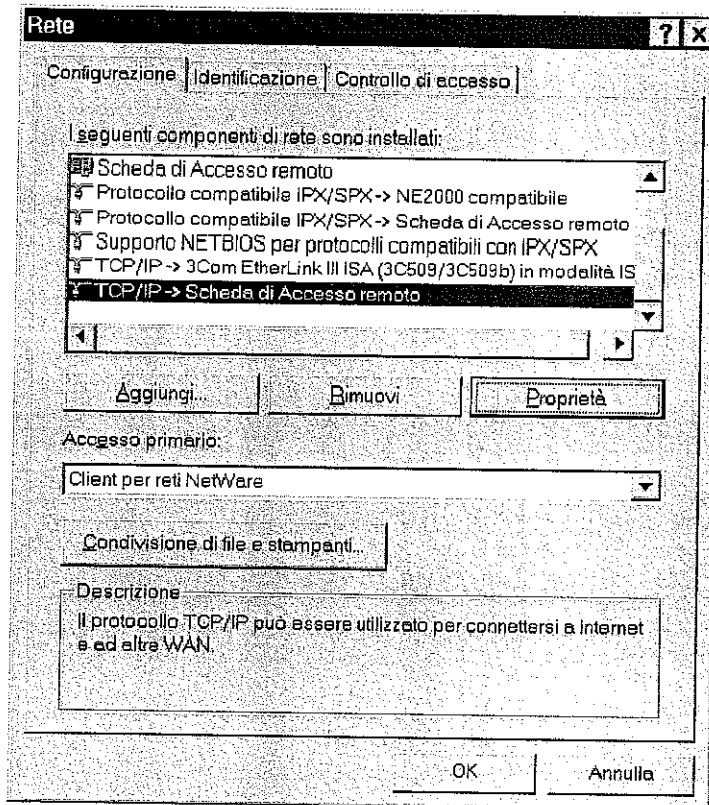 Rete
? X
Configurazione Identificazione Controllo di accesso
I seguenti componenti di rete sono installati:
Scheda di Accesso remoto
Protocollo compatibile IPX/SPX-> NE2000 compatibile
Protocollo compatibile IPX/SPX-> Scheda di Accesso remoto
Supporto NETBIOS per protocolli compatibili con IPX/SPX
TCP/IP-> 3Com EtherLink III ISA (3C509/3C509b) in modalità IS
TCP/IP-> Scheda di Accesso remoto
Aggiungi... Rimuovi Proprietà
Accesso primario:
Client per reti NetWare
Condivisione di file e stampanti...
Descrizione
Il protocollo TCP/IP può essere utilizzato per connettersi a Internet
e ad altre WAN.
OK Annulla